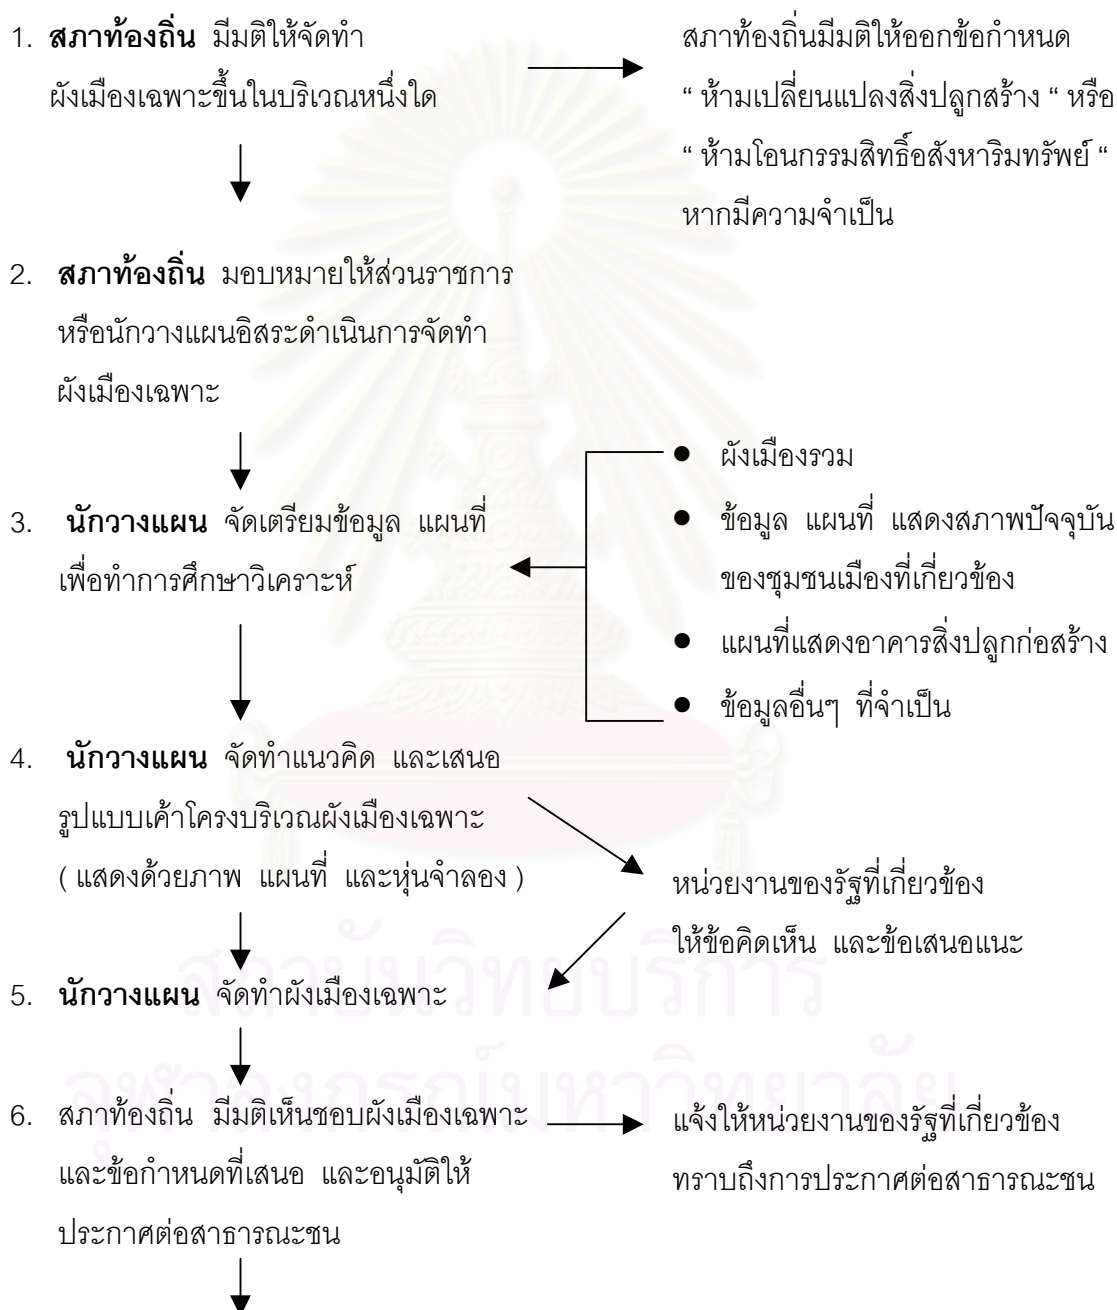 1. สภาท้องถิ่น มีมติให้จัดทำ
ผังเมืองเฉพาะขึ้นในบริเวณหนึ่งใด
สภาท้องถิ่นมีมติให้ออกข้อกำหนด
“ ห้ามเปลี่ยนแปลงสิ่งปลูกสร้าง “ หรือ
“ ห้ามโอนกรรมสิทธิ์อสังหาริมทรัพย์ “
หากมีความจำเป็น
2. สภาท้องถิ่น มอบหมายให้ส่วนราชการ
หรือนักวางแผนอิสระดำเนินการจัดทำ
ผังเมืองเฉพาะ
3. นักวางแผน จัดเตรียมข้อมูล แผนที่
เพื่อทำการศึกษาวิเคราะห์
● ผังเมืองรวม
● ข้อมูล แผนที่ แสดงสภาพปัจจุบัน
ของชุมชนเมืองที่เกี่ยวข้อง
● แผนที่แสดงอาคารสิ่งปลูกก่อสร้าง
● ข้อมูลอื่นๆ ที่จำเป็น
4. นักวางแผน จัดทำแนวคิด และเสนอ
รูปแบบเค้าโครงบริเวณผังเมืองเฉพาะ
( แสดงด้วยภาพ แผนที่ และหุ่นจำลอง )
หน่วยงานของรัฐที่เกี่ยวข้อง
ให้ข้อคิดเห็น และข้อเสนอแนะ
5. นักวางแผน จัดทำผังเมืองเฉพาะ
6. สภาท้องถิ่น มีมติเห็นชอบผังเมืองเฉพาะ
และข้อกำหนดที่เสนอ และอนุมัติให้
ประกาศต่อสาธารณะชน
แจ้งให้หน่วยงานของรัฐที่เกี่ยวข้อง
ทราบถึงการประกาศต่อสาธารณะชน
สถาบันวิทยบริการ
จุฬาลงกรณ์มหาวิทยาลัย